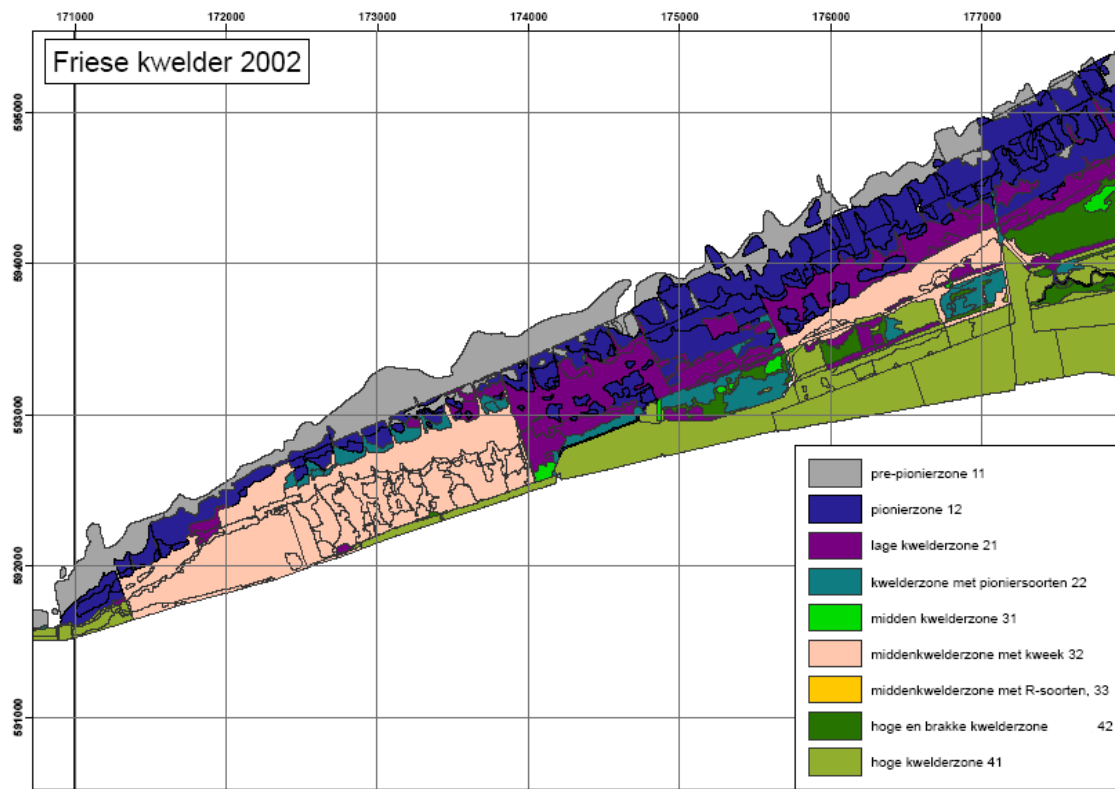 171000 172000 173000 174000 175000 176000 177000
Friese kwelder 2002
595000
594000
593000
592000
591000
pre-pionierzone 11
pionierzone 12
lage kwelderzone 21
kwelderzone met pioniersoorten 22
midden kwelderzone 31
middenkwelderzone met kweek 32
middenkwelderzone met R-soorten, 33
hoge en brakke kwelderzone 42
hoge kwelderzone 41